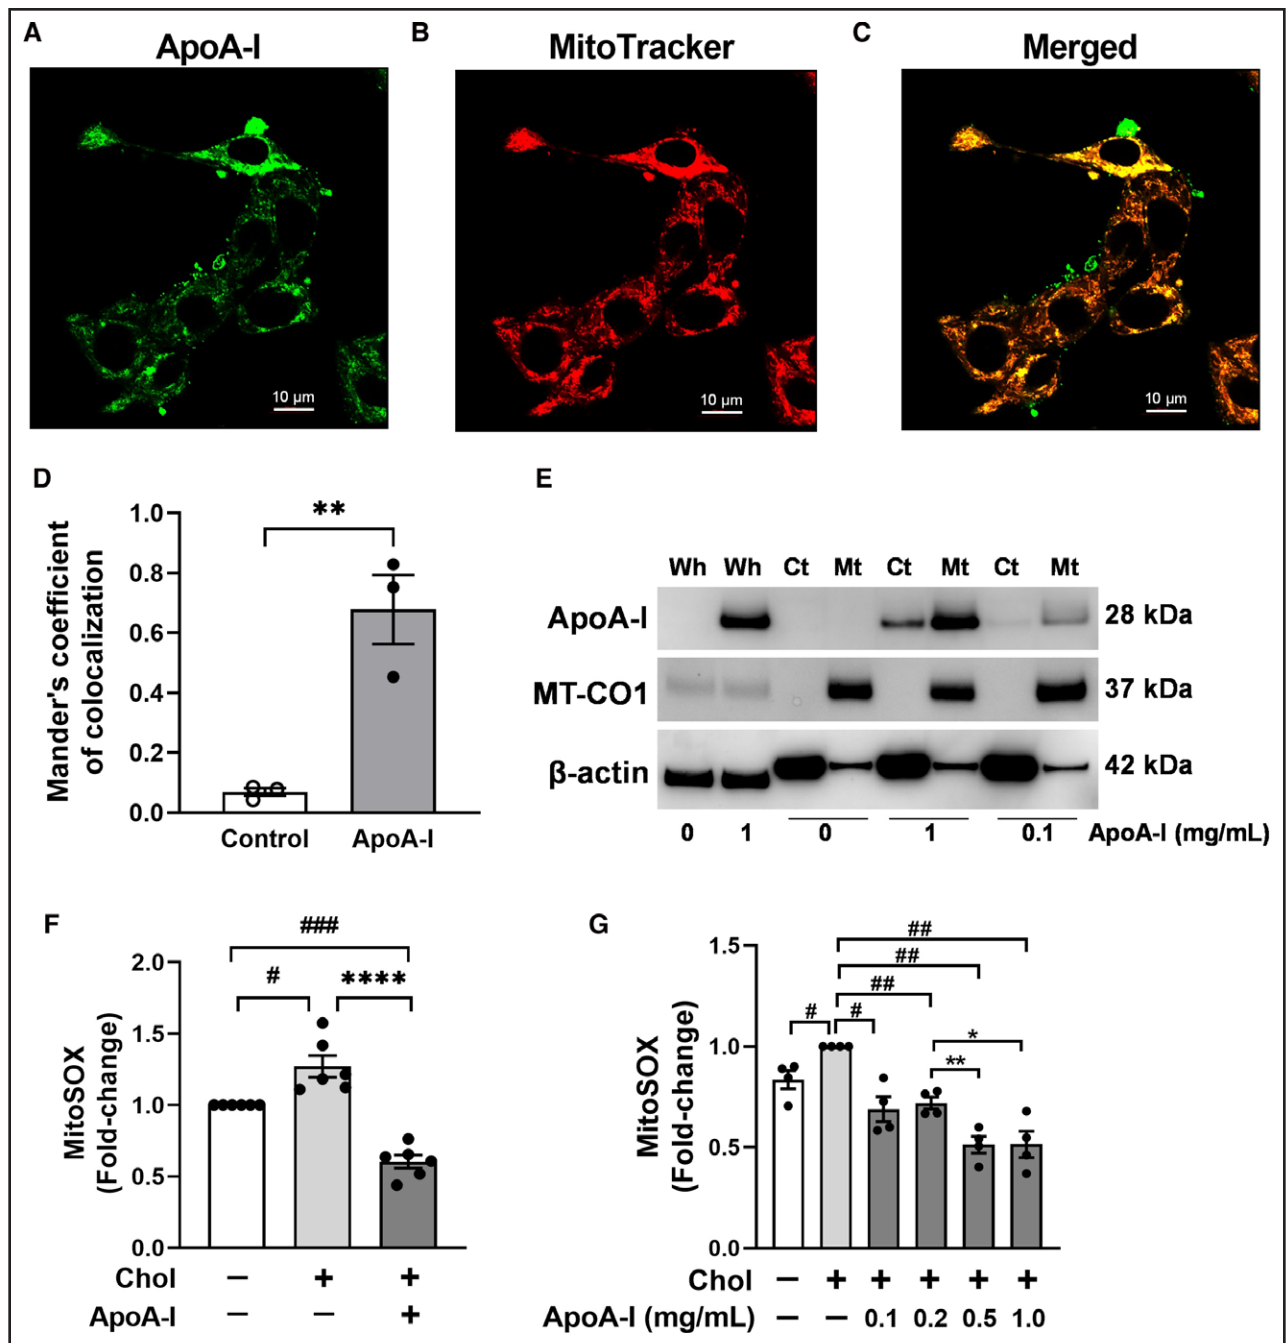 A
ApoA-I
B
MitoTracker
C
Merged
10 µm
10 µm
10 µm
D
Mander's coefficient
of colocalization
1.0
0.8
0.6
0.4
0.2
0.0
**
Control
ApoA-I
E
Wh Wh Ct Mt Ct Mt Ct Mt
ApoA-I 28 kDa
MT-CO1 37 kDa
β-actin 42 kDa
0 1 0 1 0.1 ApoA-I (mg/mL)
F
MitoSOX
(Fold-change)
2.0
1.5
1.0
0.5
0.0
###
# ****
Chol – + +
ApoA-I – – +
G
MitoSOX
(Fold-change)
1.5
1.0
0.5
0.0
##
##
##
# #
*
**
Chol – + + + + +
ApoA-I (mg/mL) – – 0.1 0.2 0.5 1.0